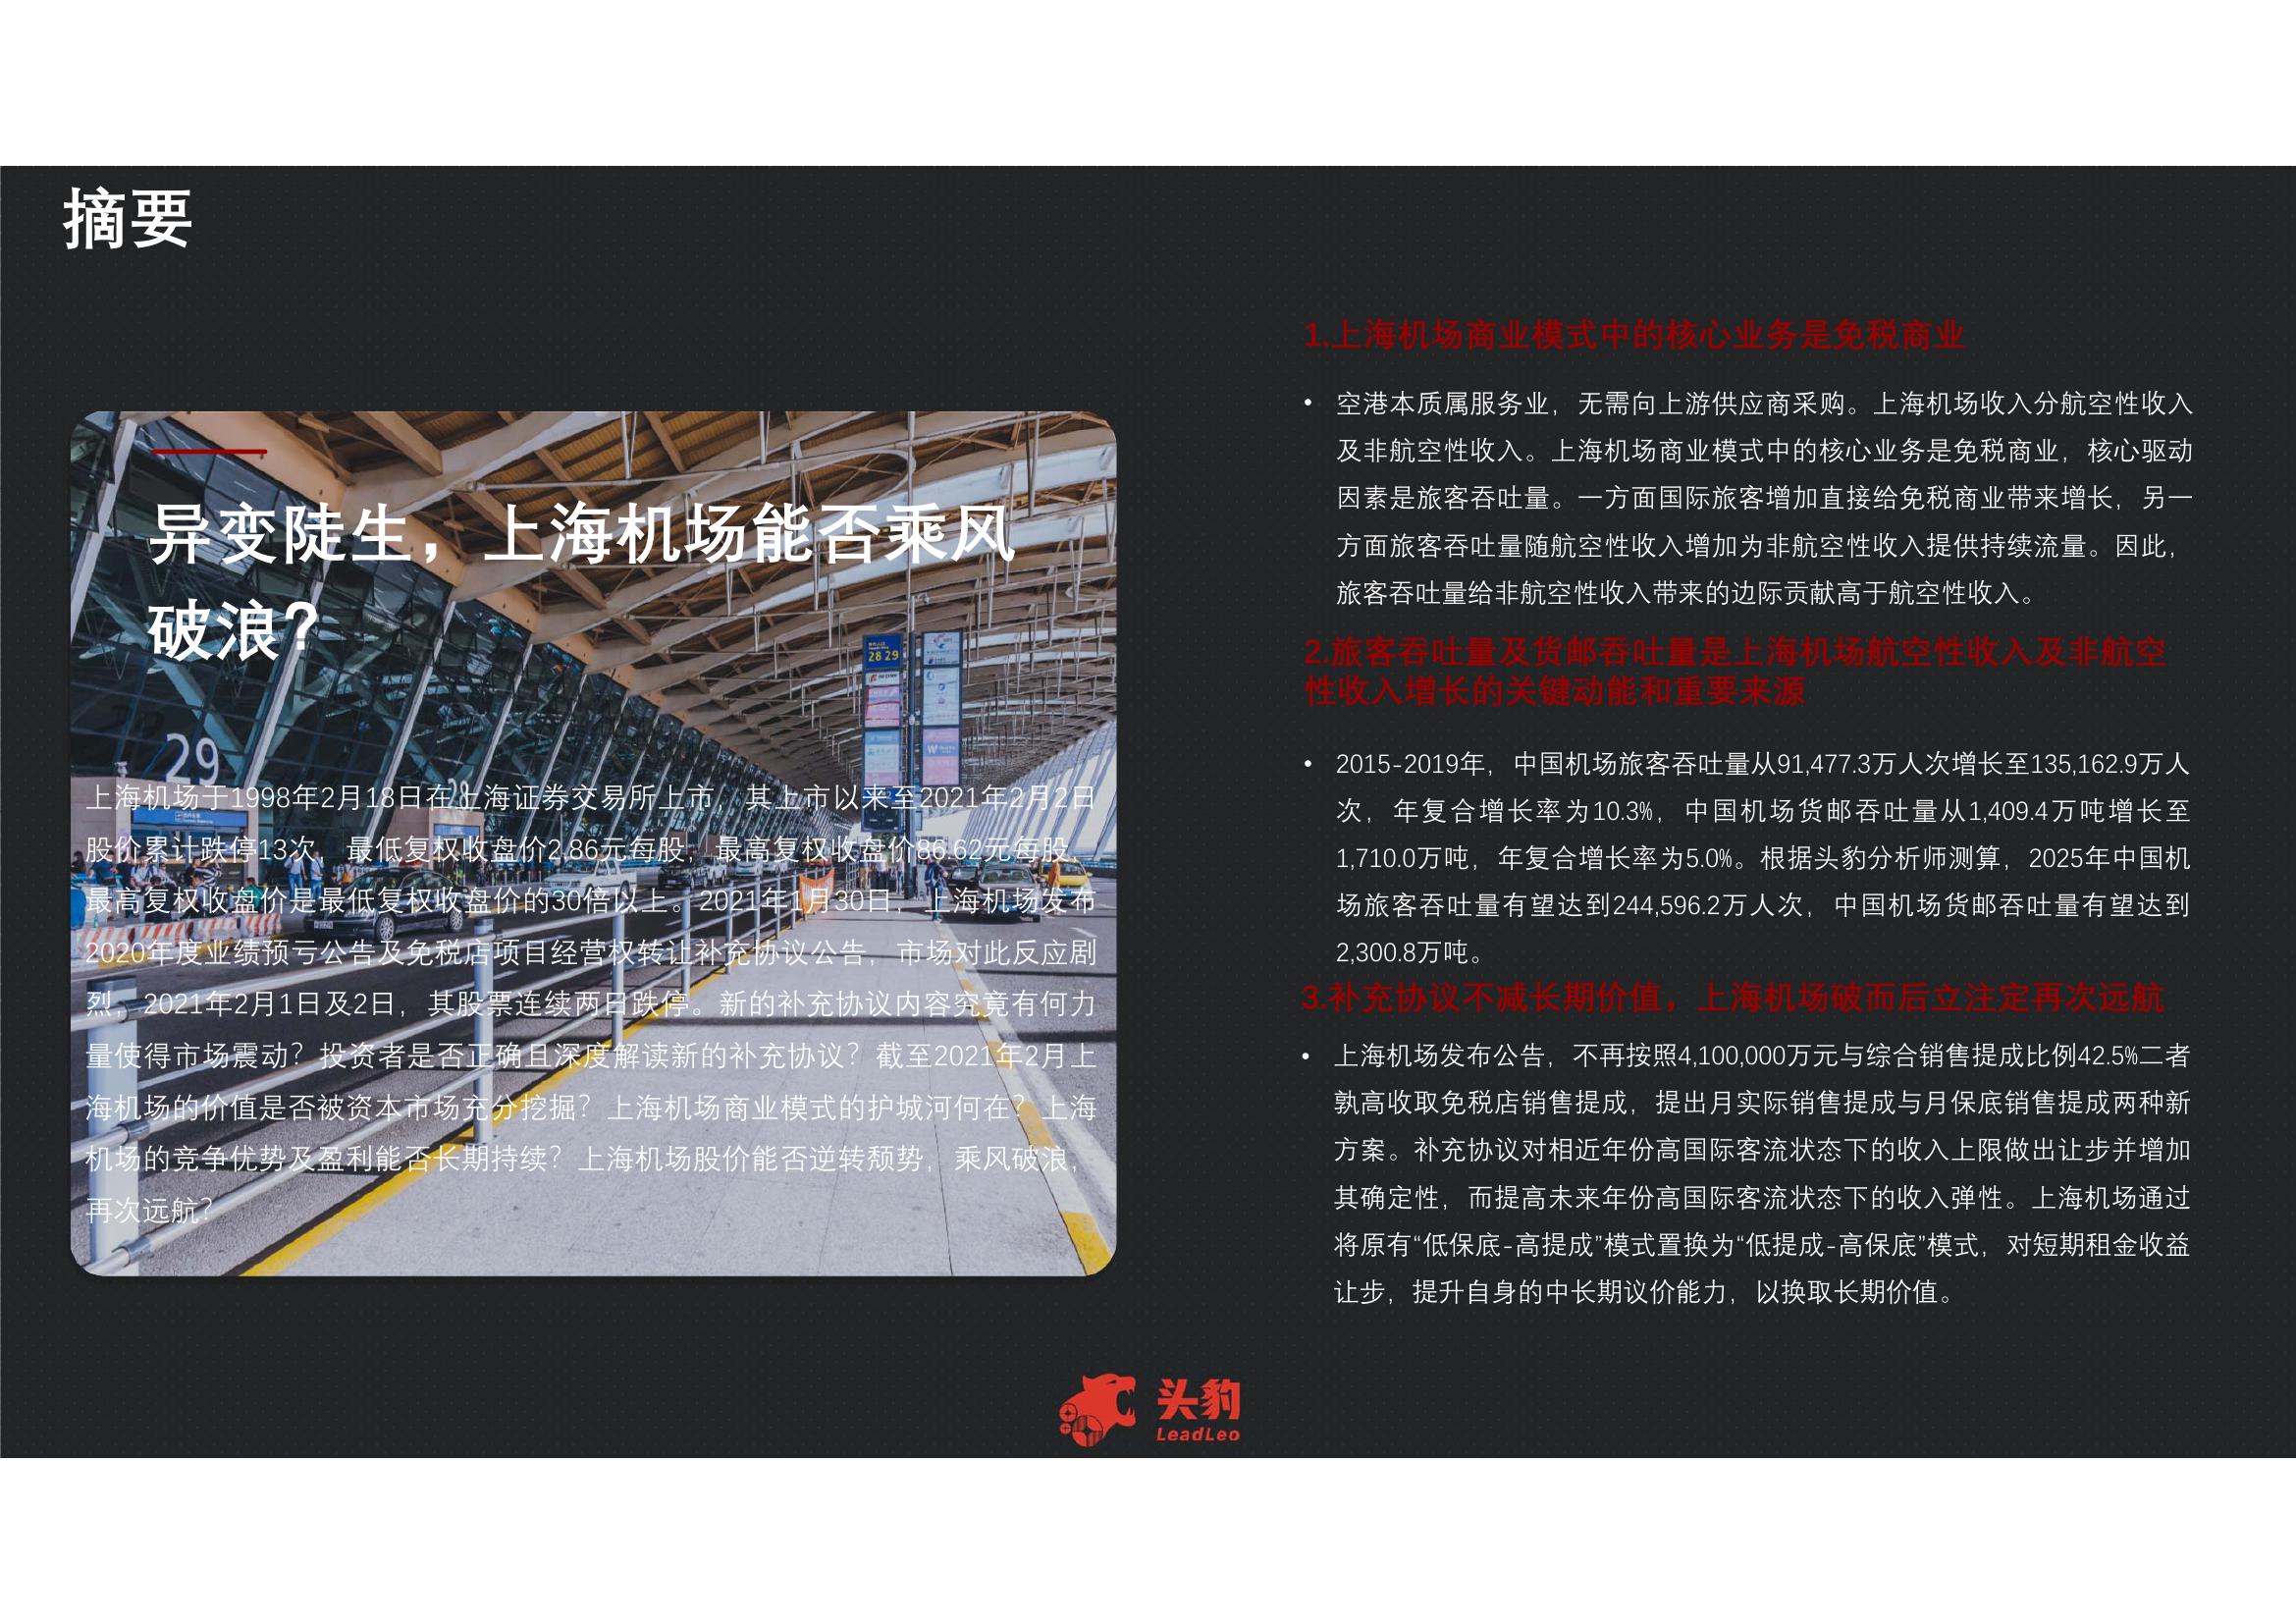 摘要
异变陡生，上海机场能否乘风
破浪？
29
28 29
上海机场于1998年2月18日在上海证券交易所上市，其上市以来至2021年2月2日
股价累计跌停13次，最低复权收盘价2.86元每股，最高复权收盘价86.62元每股，
最高复权收盘价是最低复权收盘价的30倍以上。2021年1月30日，上海机场发布
2020年度业绩预亏公告及免税店项目经营权转让补充协议公告，市场对此反应剧
烈，2021年2月1日及2日，其股票连续两日跌停。新的补充协议内容究竟有何力
量使得市场震动？投资者是否正确且深度解读新的补充协议？截至2021年2月上
海机场的价值是否被资本市场充分挖掘？上海机场商业模式的护城河何在？上海
机场的竞争优势及盈利能否长期持续？上海机场股价能否逆转颓势，乘风破浪，
再次远航？
1.上海机场商业模式中的核心业务是免税商业
• 空港本质属服务业，无需向上游供应商采购。上海机场收入分航空性收入
及非航空性收入。上海机场商业模式中的核心业务是免税商业，核心驱动
因素是旅客吞吐量。一方面国际旅客增加直接给免税商业带来增长，另一
方面旅客吞吐量随航空性收入增加为非航空性收入提供持续流量。因此，
旅客吞吐量给非航空性收入带来的边际贡献高于航空性收入。
2.旅客吞吐量及货邮吞吐量是上海机场航空性收入及非航空
性收入增长的关键动能和重要来源
• 2015-2019年，中国机场旅客吞吐量从91,477.3万人次增长至135,162.9万人
次，年复合增长率为10.3%，中国机场货邮吞吐量从1,409.4万吨增长至
1,710.0万吨，年复合增长率为5.0%。根据头豹分析师测算，2025年中国机
场旅客吞吐量有望达到244,596.2万人次，中国机场货邮吞吐量有望达到
2,300.8万吨。
3.补充协议不减长期价值，上海机场破而后立注定再次远航
• 上海机场发布公告，不再按照4,100,000万元与综合销售提成比例42.5%二者
孰高收取免税店销售提成，提出月实际销售提成与月保底销售提成两种新
方案。补充协议对相近年份高国际客流状态下的收入上限做出让步并增加
其确定性，而提高未来年份高国际客流状态下的收入弹性。上海机场通过
将原有“低保底-高提成”模式置换为“低提成-高保底”模式，对短期租金收益
让步，提升自身的中长期议价能力，以换取长期价值。
头豹
LeadLeo